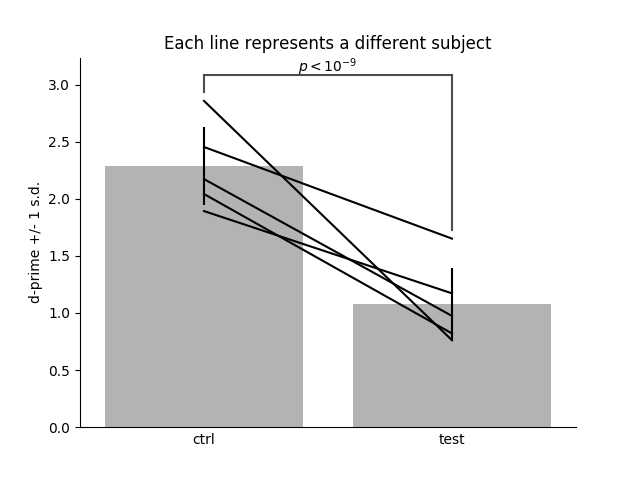 Each line represents a different subject
p < 10⁻⁹
d-prime +/- 1 s.d.
3.0
2.5
2.0
1.5
1.0
0.5
0.0
ctrl
test